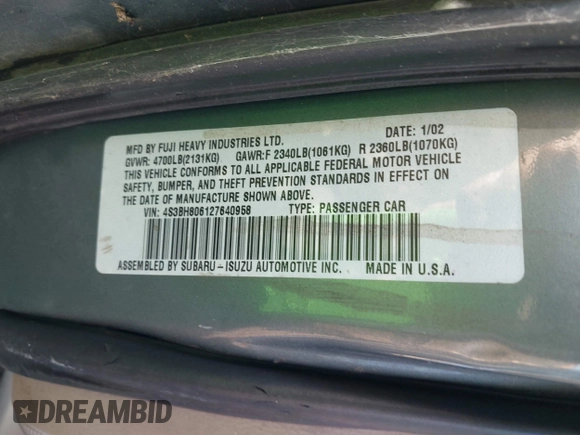 MFD BY FUJI HEAVY INDUSTRIES LTD. DATE: 1/02
GVWR: 4700LB(2131KG) GAWR:F 2340LB(1061KG) R 2360LB(1070KG)
THIS VEHICLE CONFORMS TO ALL APPLICABLE FEDERAL MOTOR VEHICLE
SAFETY, BUMPER, AND THEFT PREVENTION STANDARDS IN EFFECT ON
THE DATE OF MANUFACTURE SHOWN ABOVE.
VIN: 4S3BH806127640958 TYPE: PASSENGER CAR
ASSEMBLED BY SUBARU-ISUZU AUTOMOTIVE INC. MADE IN U.S.A.
DREAMBID